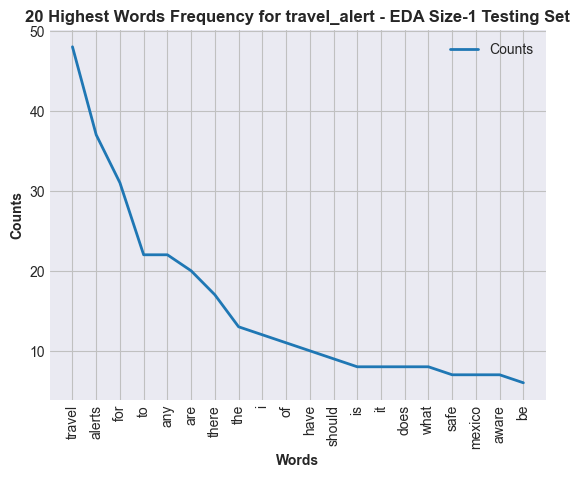 20 Highest Words Frequency for travel_alert - EDA Size-1 Testing Set
Counts
50
40
30
20
10
Counts
travel
alerts
for
to
any
are
there
the
i
of
have
should
is
it
does
what
safe
mexico
aware
be
Words